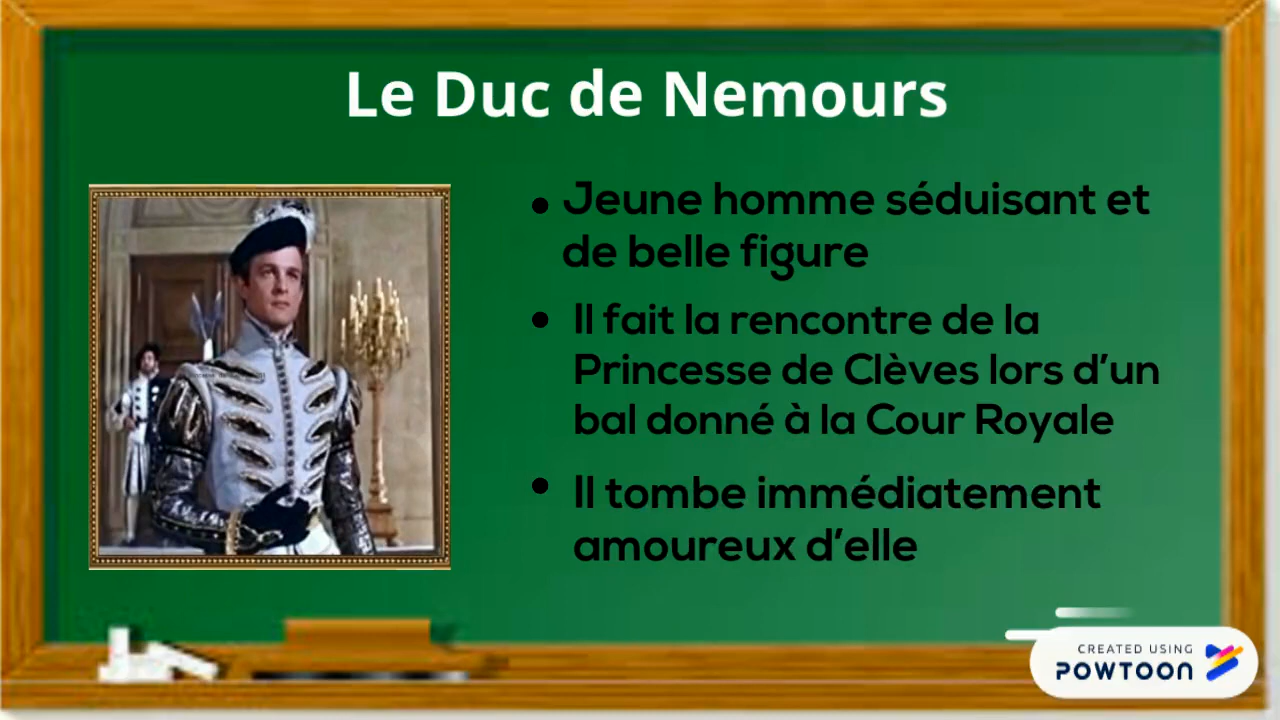 Le Duc de Nemours
• Jeune homme séduisant et
de belle figure
• Il fait la rencontre de la
Princesse de Clèves lors d’un
bal donné à la Cour Royale
• Il tombe immédiatement
amoureux d’elle
CREATED USING
POWTOON